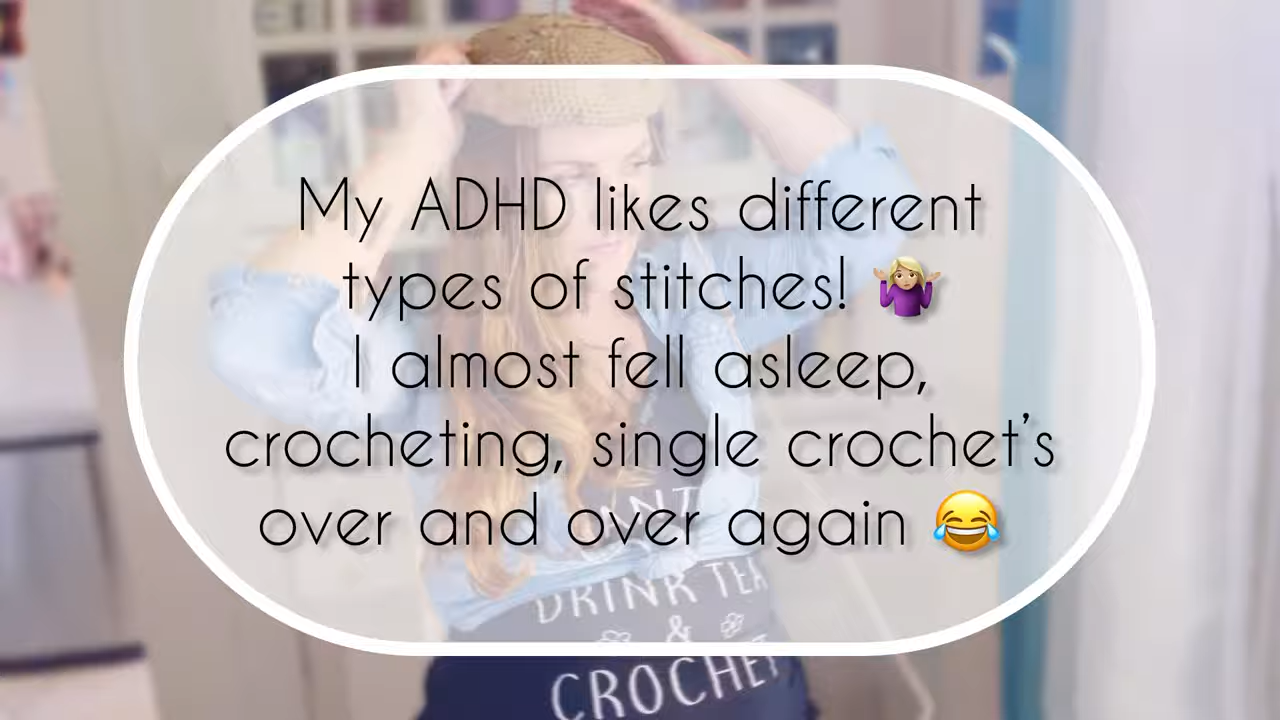 My ADHD likes different
types of stitches! 🤷🏼‍♀️
I almost fell asleep,
crocheting, single crochet's
over and over again 😂
DRINK TEA
&
CROCHET